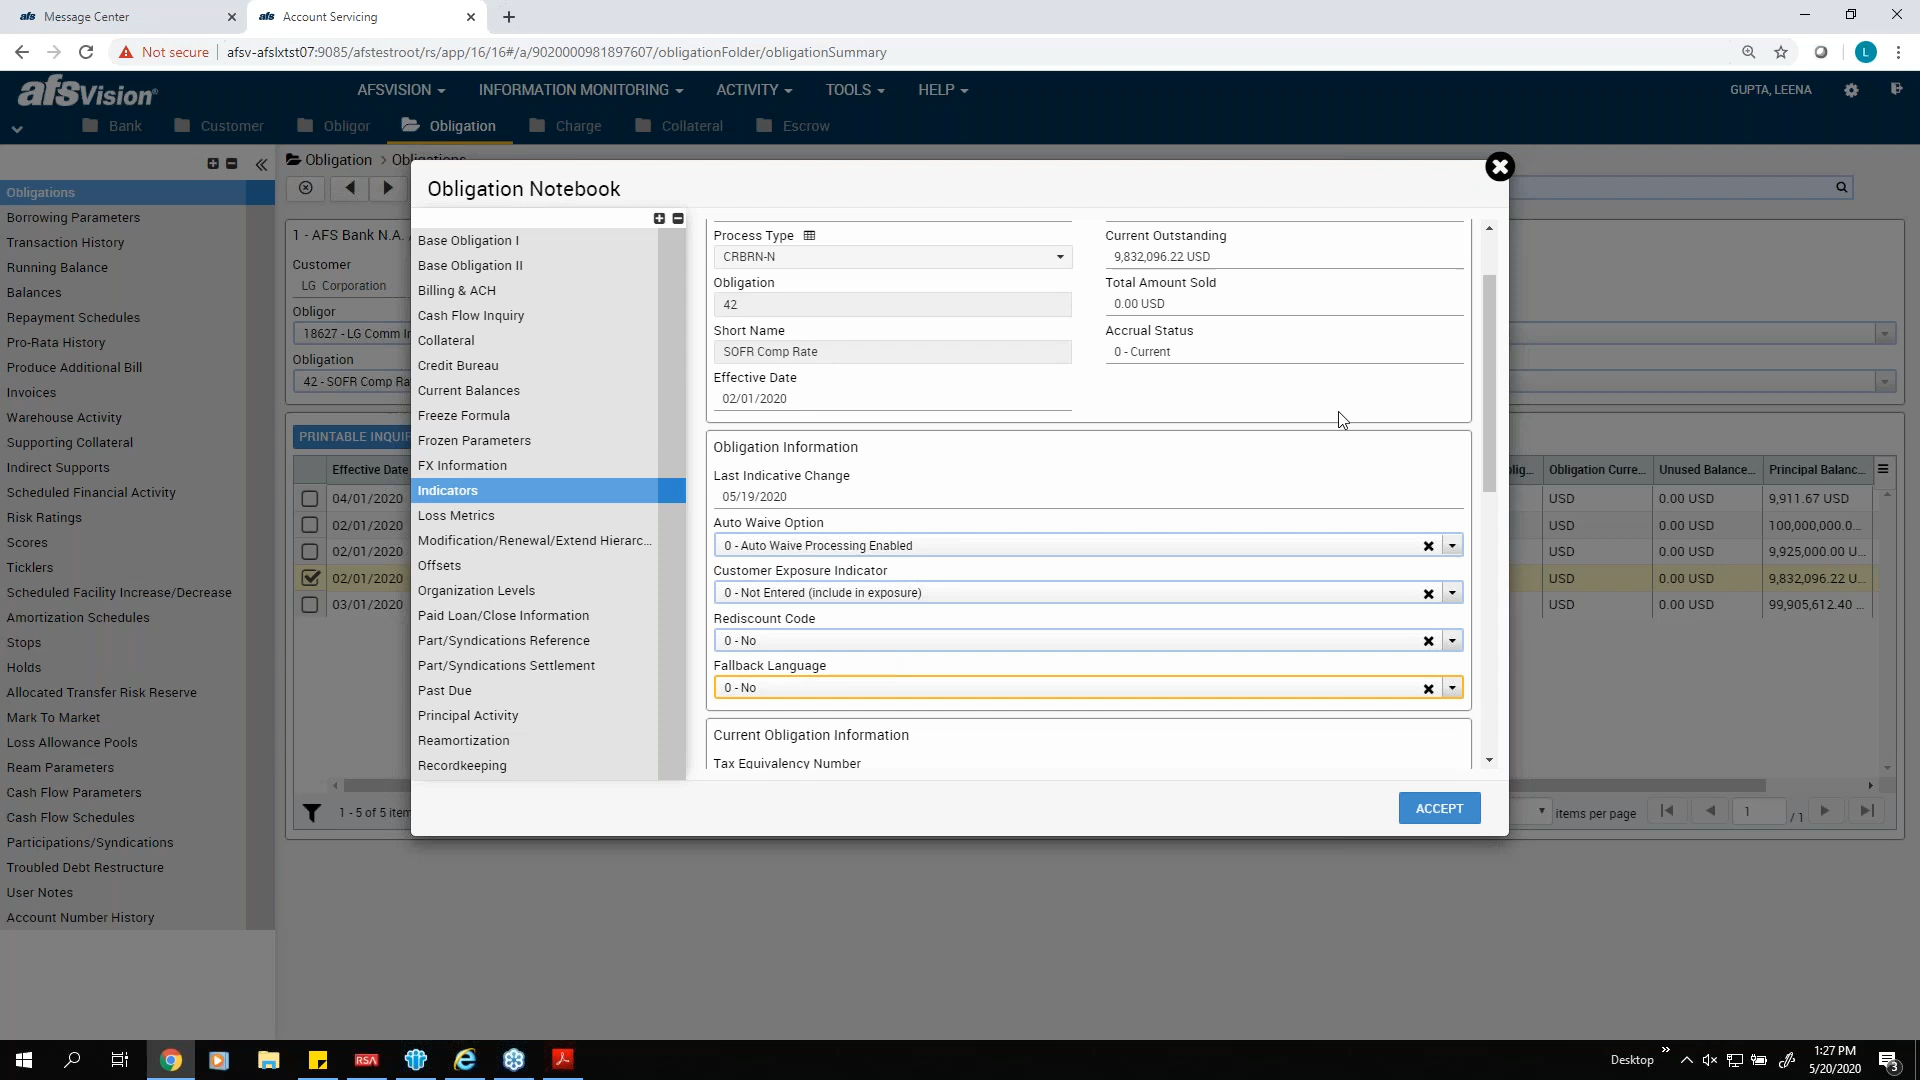 afs Message Center
afs Account Servicing
Not secure afsv-afslxtst07:9085/afstestroot/rs/app/16/16#/a/9020000981897607/obligationFolder/obligationSummary
L
afsVision®
AFSVISION INFORMATION MONITORING ACTIVITY TOOLS HELP
GUPTA, LEENA
Bank Customer Obligor Obligation Charge Collateral Escrow
Obligations
Borrowing Parameters
Transaction History
Running Balance
Balances
Repayment Schedules
Pro-Rata History
Produce Additional Bill
Invoices
Warehouse Activity
Supporting Collateral
Indirect Supports
Scheduled Financial Activity
Risk Ratings
Scores
Ticklers
Scheduled Facility Increase/Decrease
Amortization Schedules
Stops
Holds
Allocated Transfer Risk Reserve
Mark To Market
Loss Allowance Pools
Ream Parameters
Cash Flow Parameters
Cash Flow Schedules
Participations/Syndications
Troubled Debt Restructure
User Notes
Account Number History
Obligation > Obligations
1 - AFS Bank N.A.
Customer
LG Corporation
Obligor
18627 - LG Comm
Obligation
42 - SOFR Comp Ra
PRINTABLE INQUIR
Effective Date
04/01/2020
02/01/2020
02/01/2020
02/01/2020
03/01/2020
1 - 5 of 5 item
Obligation Notebook
Base Obligation I
Base Obligation II
Billing & ACH
Cash Flow Inquiry
Collateral
Credit Bureau
Current Balances
Freeze Formula
Frozen Parameters
FX Information
Indicators
Loss Metrics
Modification/Renewal/Extend Hierarc...
Offsets
Organization Levels
Paid Loan/Close Information
Part/Syndications Reference
Part/Syndications Settlement
Past Due
Principal Activity
Reamortization
Recordkeeping
Process Type
CRBRN-N
Obligation
42
Short Name
SOFR Comp Rate
Effective Date
02/01/2020
Current Outstanding
9,832,096.22 USD
Total Amount Sold
0.00 USD
Accrual Status
0 - Current
Obligation Information
Last Indicative Change
05/19/2020
Auto Waive Option
0 - Auto Waive Processing Enabled
Customer Exposure Indicator
0 - Not Entered (include in exposure)
Rediscount Code
0 - No
Fallback Language
0 - No
Current Obligation Information
Tax Equivalency Number
ACCEPT
blig... Obligation Curre... Unused Balance... Principal Balanc...
USD 0.00 USD 9,911.67 USD
USD 0.00 USD 100,000,000.0...
USD 0.00 USD 9,925,000.00 U...
USD 0.00 USD 9,832,096.22 U...
USD 0.00 USD 99,905,612.40 ...
items per page 1 / 1
RSA
Desktop
1:27 PM
5/20/2020
3